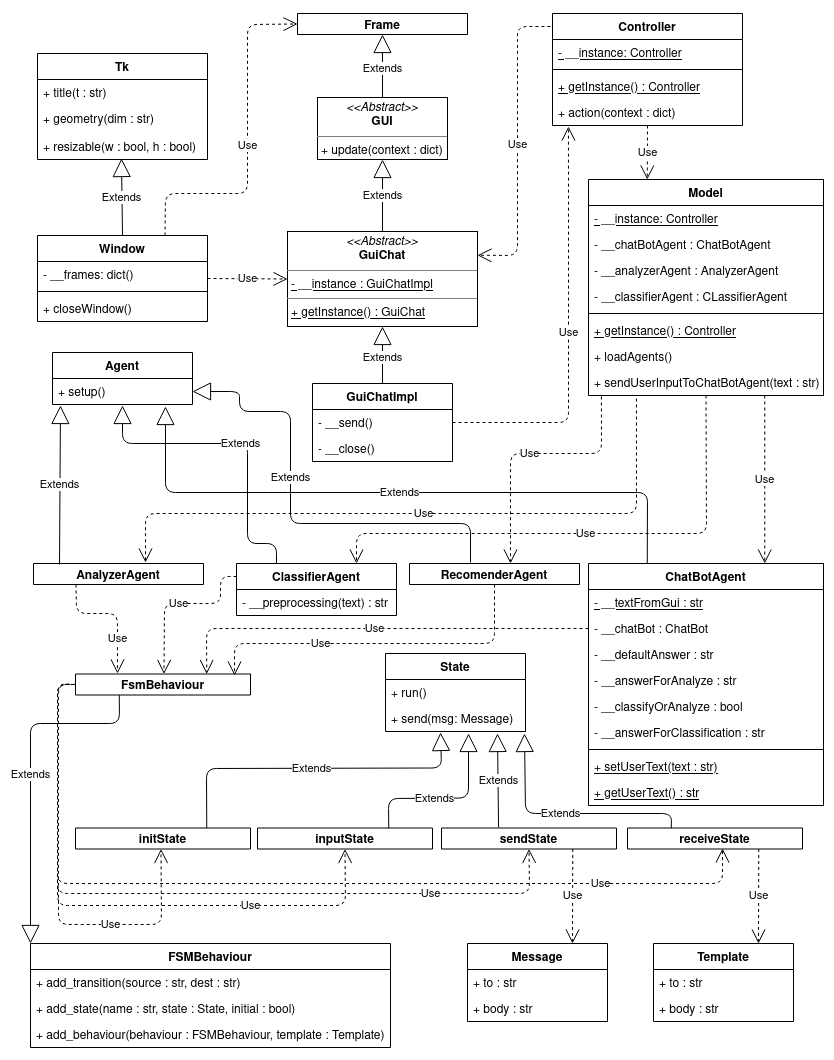 Frame
Extends
<<Abstract>>
GUI
+ update(context : dict)
Extends
Tk
+ title(t : str)
+ geometry(dim : str)
+ resizable(w : bool, h : bool)
Extends
Use
Window
- __frames: dict()
+ closeWindow()
Use
<<Abstract>>
GuiChat
- __instance : GuiChatImpl
+ getInstance() : GuiChat
Extends
GuiChatImpl
- __send()
- __close()
Use
Use
Controller
- __instance: Controller
+ getInstance() : Controller
+ action(context : dict)
Use
Model
- __instance: Controller
- __chatBotAgent : ChatBotAgent
- __analyzerAgent : AnalyzerAgent
- __classifierAgent : CLassifierAgent
+ getInstance() : Controller
+ loadAgents()
+ sendUserInputToChatBotAgent(text : str)
Agent
+ setup()
Extends
Extends
Extends
Extends
Use
Use
Use
Use
AnalyzerAgent
ClassifierAgent
- __preprocessing(text) : str
RecomenderAgent
ChatBotAgent
- __textFromGui : str
- __chatBot : ChatBot
- __defaultAnswer : str
- __answerForAnalyze : str
- __classifyOrAnalyze : bool
- __answerForClassification : str
+ setUserText(text : str)
+ getUserText() : str
Use
Use
Use
Use
FsmBehaviour
State
+ run()
+ send(msg: Message)
Extends
Extends
Extends
Extends
Extends
initState
inputState
sendState
receiveState
Use
Use
Use
Use
Use
Use
FSMBehaviour
+ add_transition(source : str, dest : str)
+ add_state(name : str, state : State, initial : bool)
+ add_behaviour(behaviour : FSMBehaviour, template : Template)
Message
+ to : str
+ body : str
Template
+ to : str
+ body : str